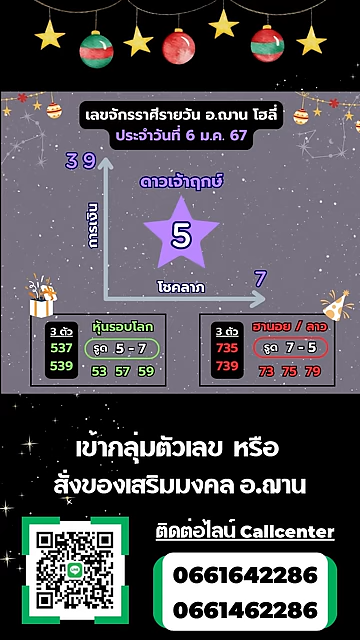 เลขจักรราศีรายวัน อ.ฌาน โฮลี่
ประจำวันที่ 6 ม.ค. 67
3 9
ดาวเจ้าฤกษ์
การเงิน
5
7
โชคลาภ
3 ตัว
537
539
หุ้นรอบโลก
รูด 5 - 7
53 57 59
3 ตัว
735
739
ฮานอย / ลาว
รูด 7 - 5
73 75 79
เข้ากลุ่มตัวเลข หรือ
สั่งของเสริมมงคล อ.ฌาน
ติดต่อไลน์ Callcenter
0661642286
0661462286